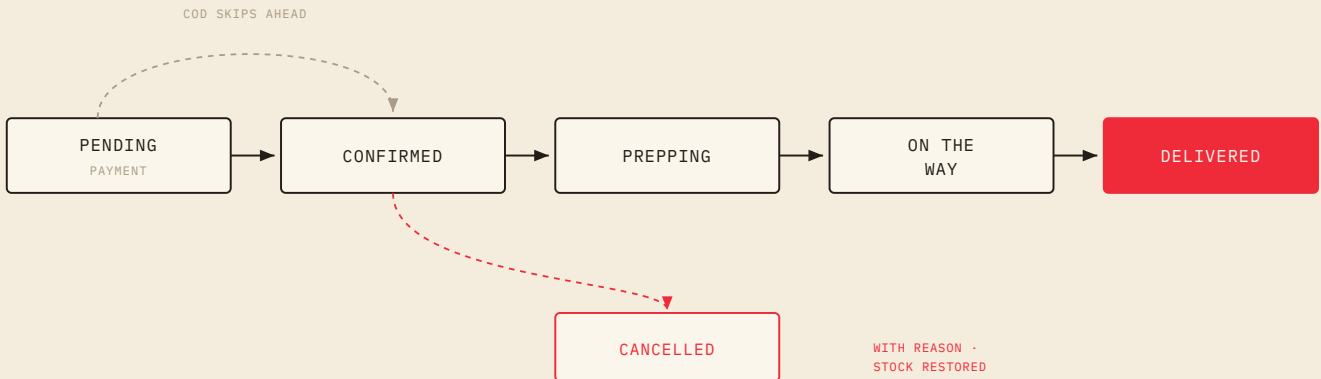 COD SKIPS AHEAD
PENDING
PAYMENT
CONFIRMED
PREPPING
ON THE
WAY
DELIVERED
CANCELLED
WITH REASON ·
STOCK RESTORED